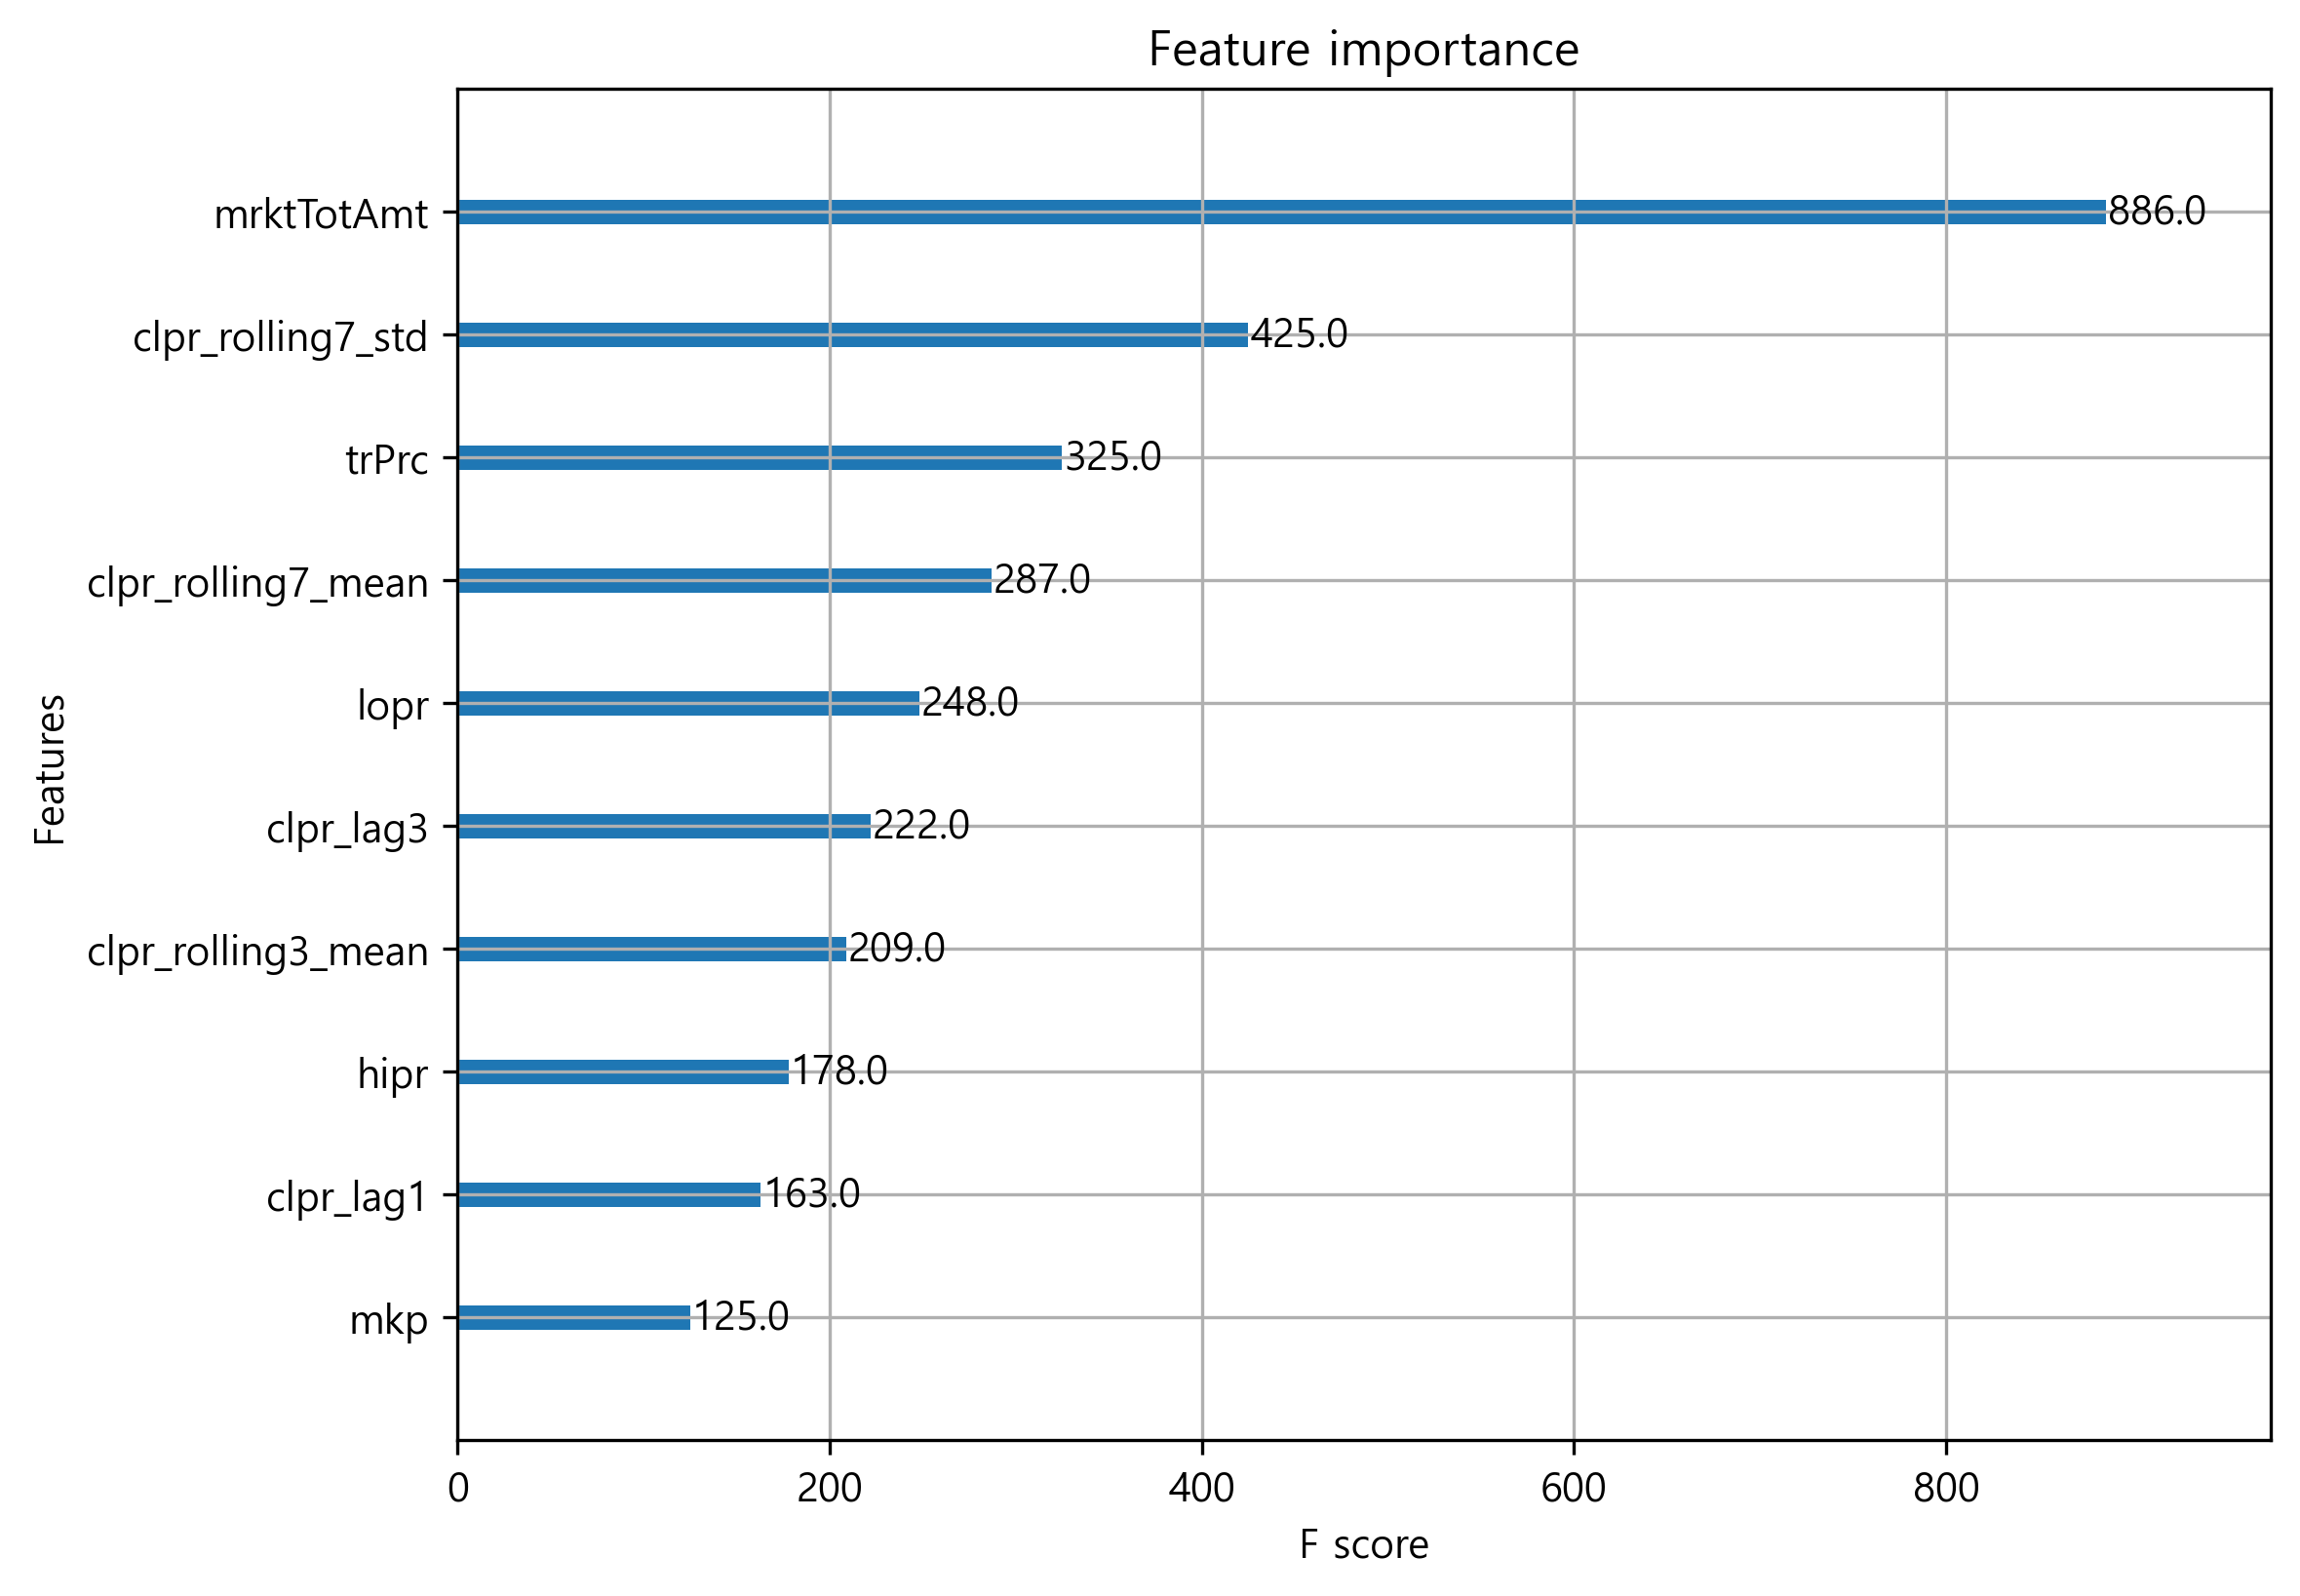 Feature importance
mrktTotAmt 886.0
clpr_rolling7_std 425.0
trPrc 325.0
clpr_rolling7_mean 287.0
lopr 248.0
clpr_lag3 222.0
clpr_rolling3_mean 209.0
hipr 178.0
clpr_lag1 163.0
mkp 125.0
Features
0 200 400 600 800
F score